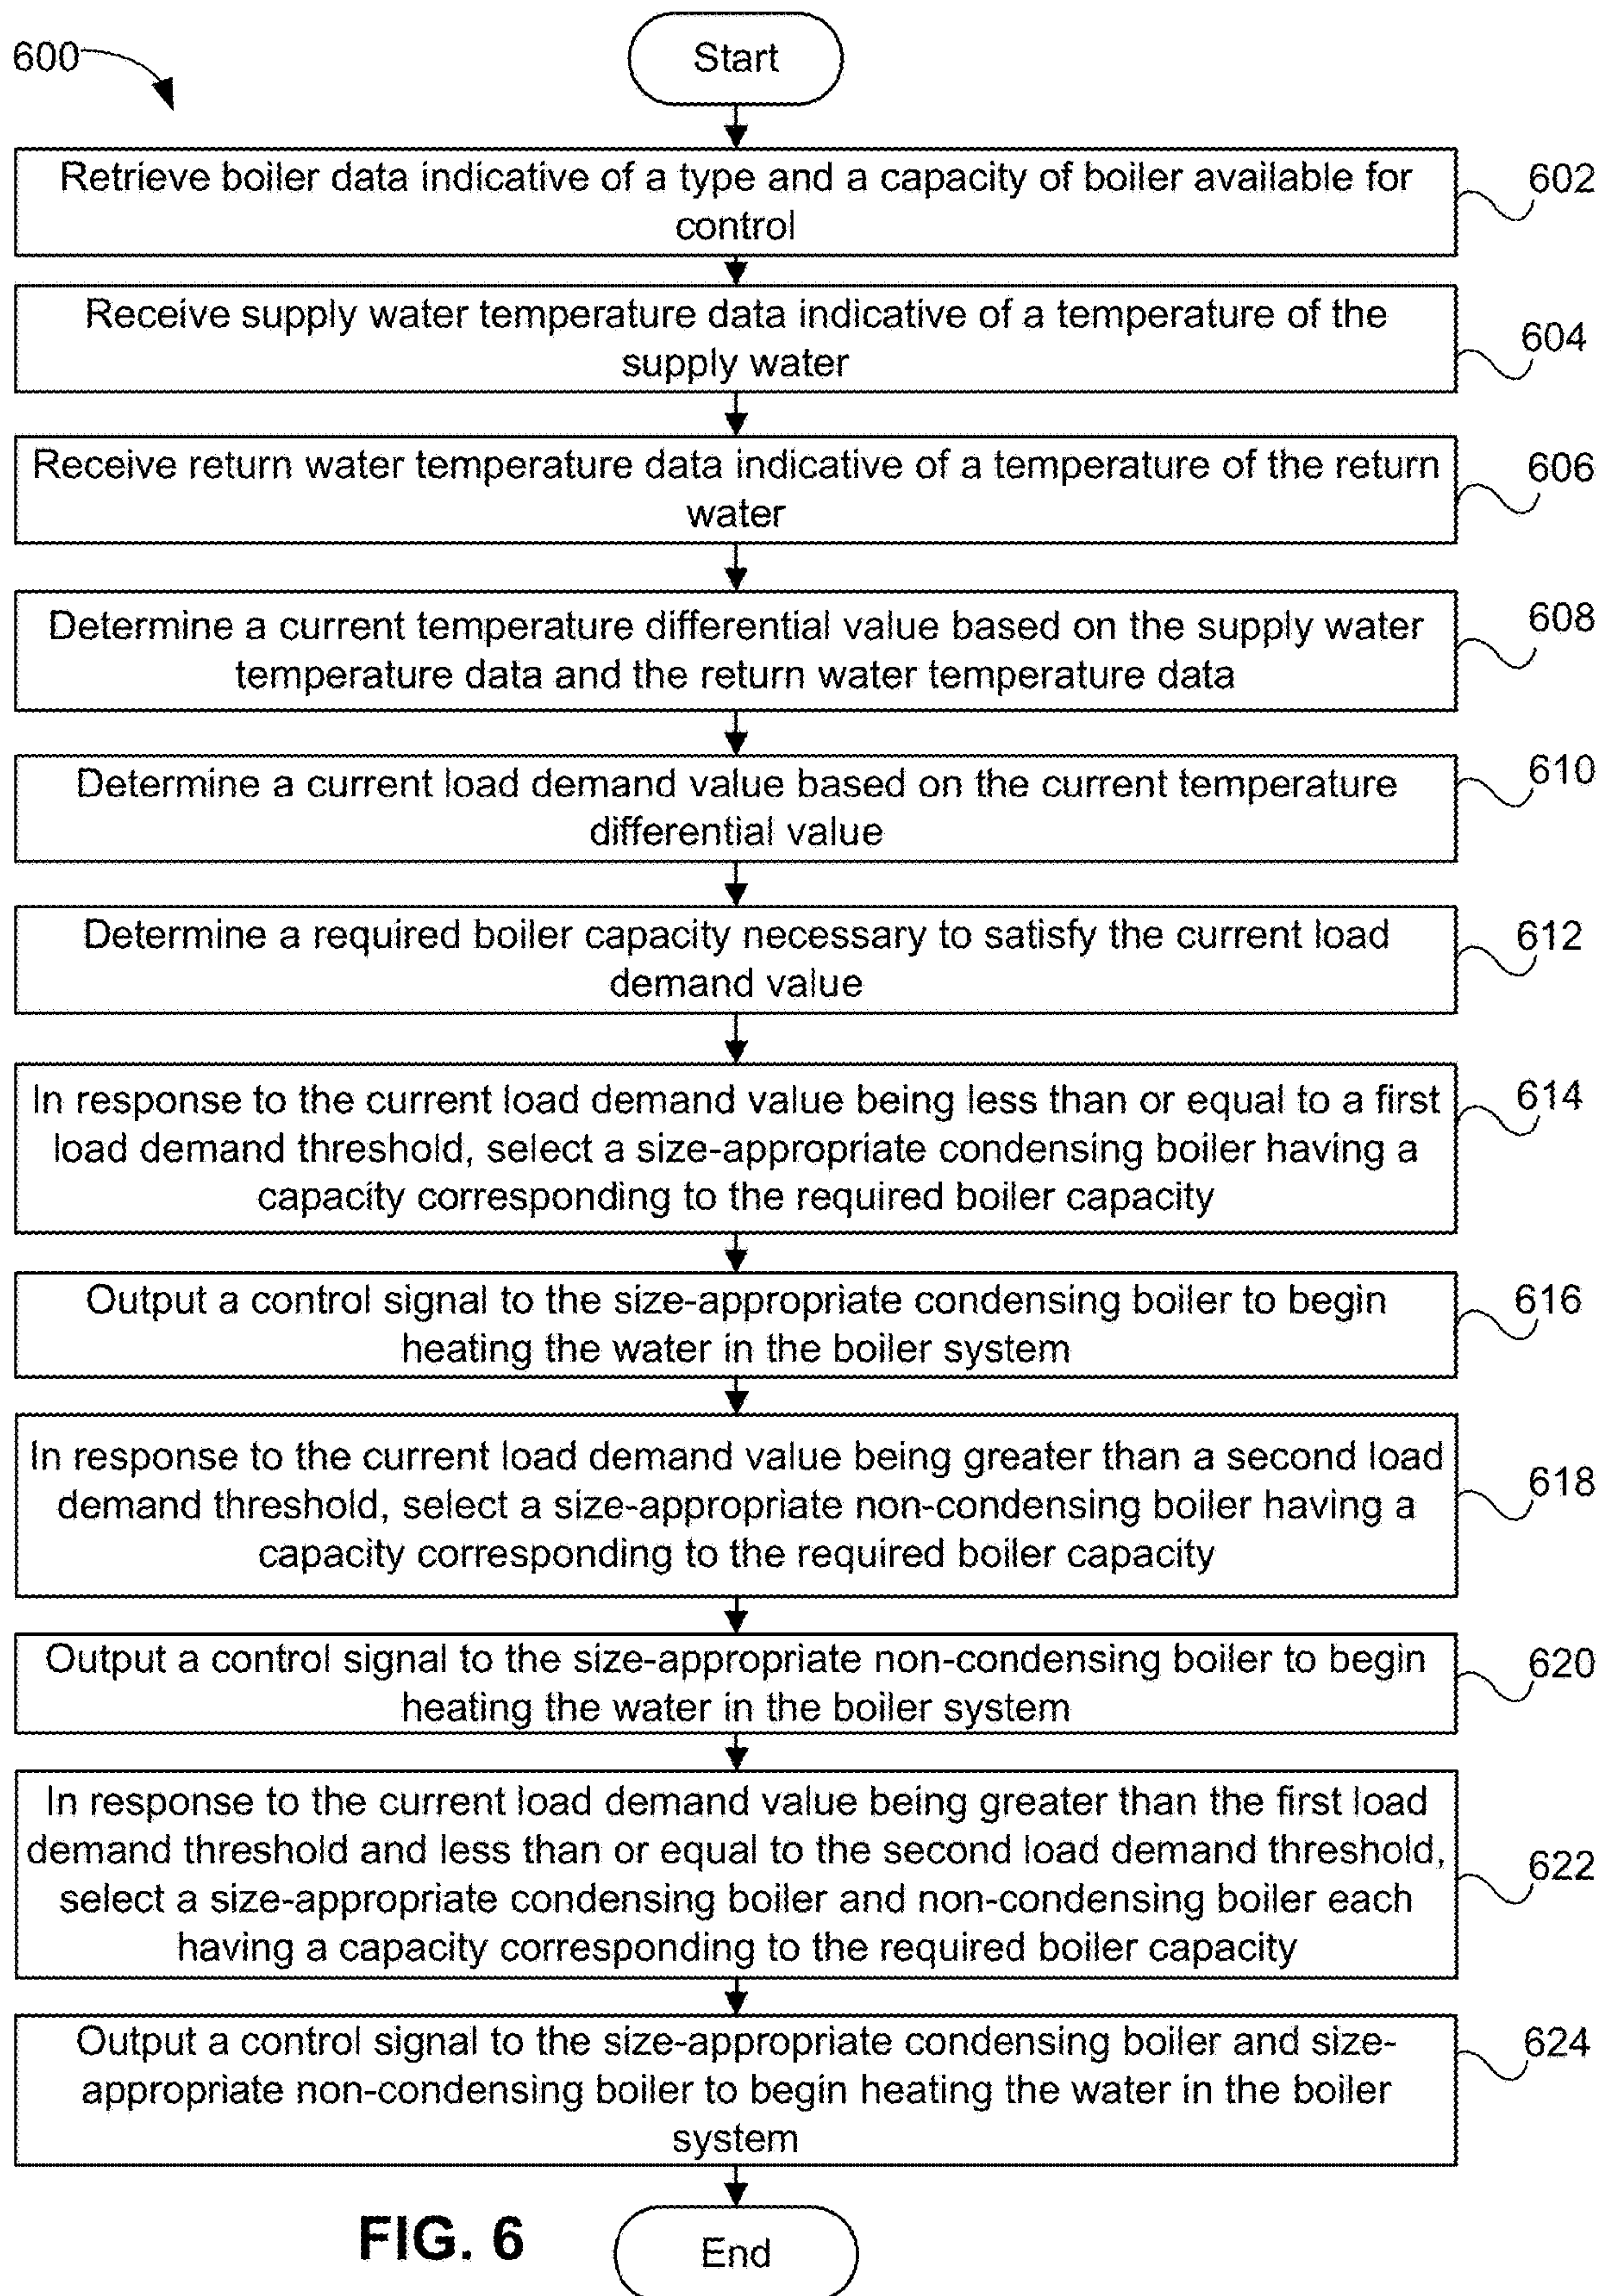 600
Start
Retrieve boiler data indicative of a type and a capacity of boiler available for
control
602
Receive supply water temperature data indicative of a temperature of the
supply water
604
Receive return water temperature data indicative of a temperature of the return
water
606
Determine a current temperature differential value based on the supply water
temperature data and the return water temperature data
608
Determine a current load demand value based on the current temperature
differential value
610
Determine a required boiler capacity necessary to satisfy the current load
demand value
612
In response to the current load demand value being less than or equal to a first
load demand threshold, select a size-appropriate condensing boiler having a
capacity corresponding to the required boiler capacity
614
Output a control signal to the size-appropriate condensing boiler to begin
heating the water in the boiler system
616
In response to the current load demand value being greater than a second load
demand threshold, select a size-appropriate non-condensing boiler having a
capacity corresponding to the required boiler capacity
618
Output a control signal to the size-appropriate non-condensing boiler to begin
heating the water in the boiler system
620
In response to the current load demand value being greater than the first load
demand threshold and less than or equal to the second load demand threshold,
select a size-appropriate condensing boiler and non-condensing boiler each
having a capacity corresponding to the required boiler capacity
622
Output a control signal to the size-appropriate condensing boiler and size-
appropriate non-condensing boiler to begin heating the water in the boiler
system
624
FIG. 6
End